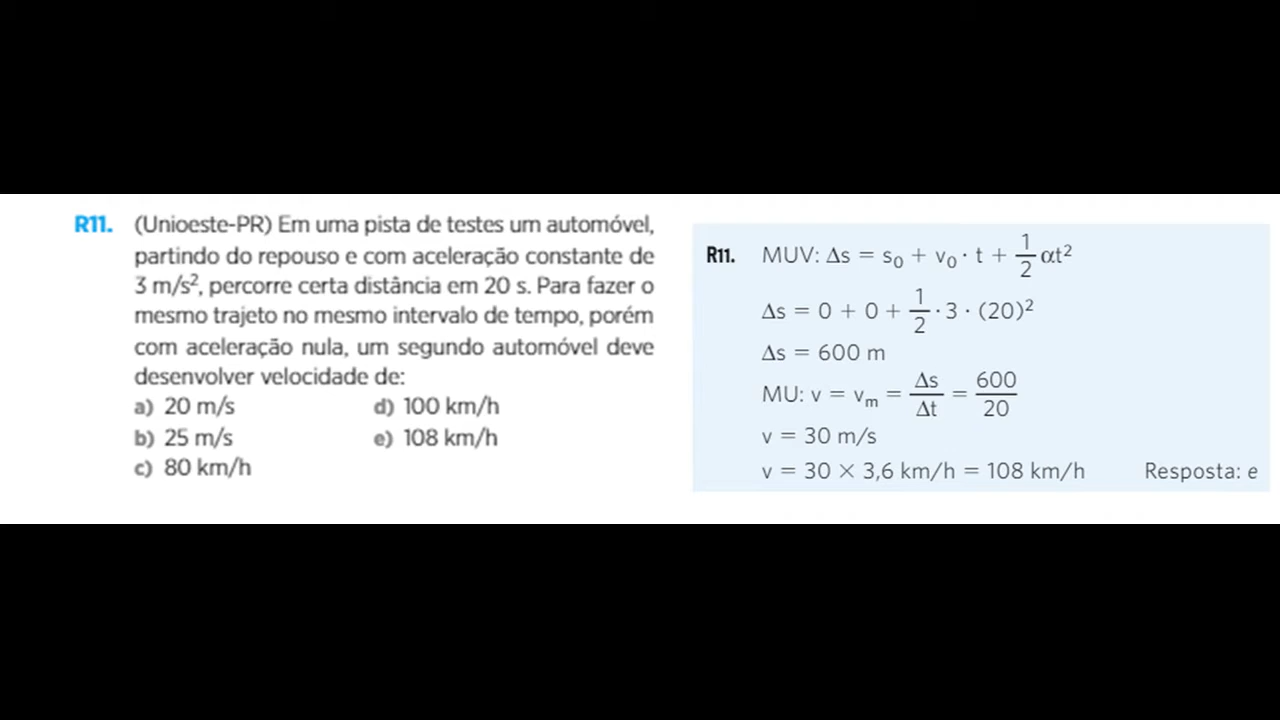 R11. (Unioeste-PR) Em uma pista de testes um automóvel,
partindo do repouso e com aceleração constante de
3 m/s², percorre certa distância em 20 s. Para fazer o
mesmo trajeto no mesmo intervalo de tempo, porém
com aceleração nula, um segundo automóvel deve
desenvolver velocidade de:
a) 20 m/s d) 100 km/h
b) 25 m/s e) 108 km/h
c) 80 km/h
R11. MUV: Δs = s₀ + v₀ · t + 1/2 αt²
Δs = 0 + 0 + 1/2 · 3 · (20)²
Δs = 600 m
MU: v = vₘ = Δs/Δt = 600/20
v = 30 m/s
v = 30 × 3,6 km/h = 108 km/h Resposta: e